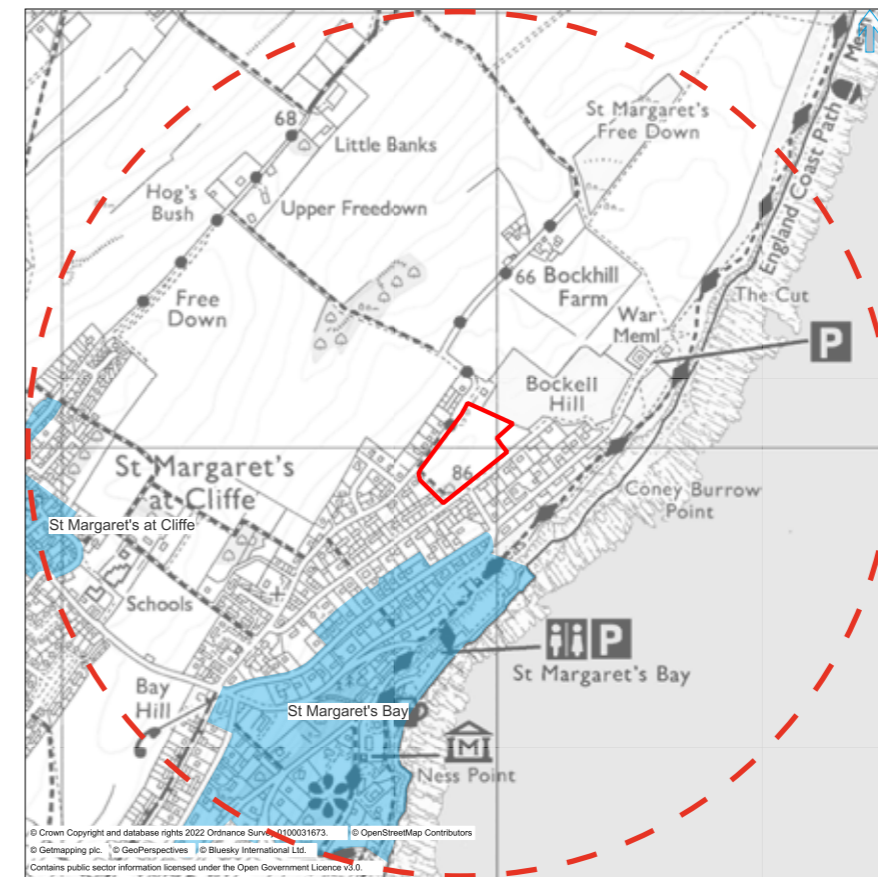 England Coast Path
St Margaret's
Free Down
68
Little Banks
Hog's
Bush
Upper Freedown
66
Bockhill
Farm
The Cut
Free
Down
War
Meml
P
Bockell
Hill
St Margaret's
at Cliffe
86
Coney Burrow
Point
St Margaret's at Cliffe
Schools
P
St Margaret's Bay
Bay
Hill
St Margaret's Bay
M
Ness Point
© Crown Copyright and database rights 2022 Ordnance Survey 0100031673. © OpenStreetMap Contributors
© Getmapping plc. © GeoPerspectives © Bluesky International Ltd.
Contains public sector information licensed under the Open Government Licence v3.0.